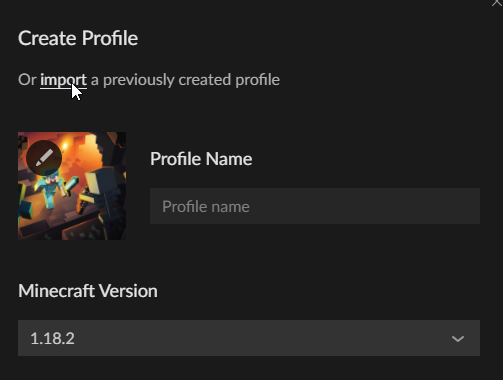 Create Profile
Or import a previously created profile
Profile Name
Profile name
Minecraft Version
1.18.2